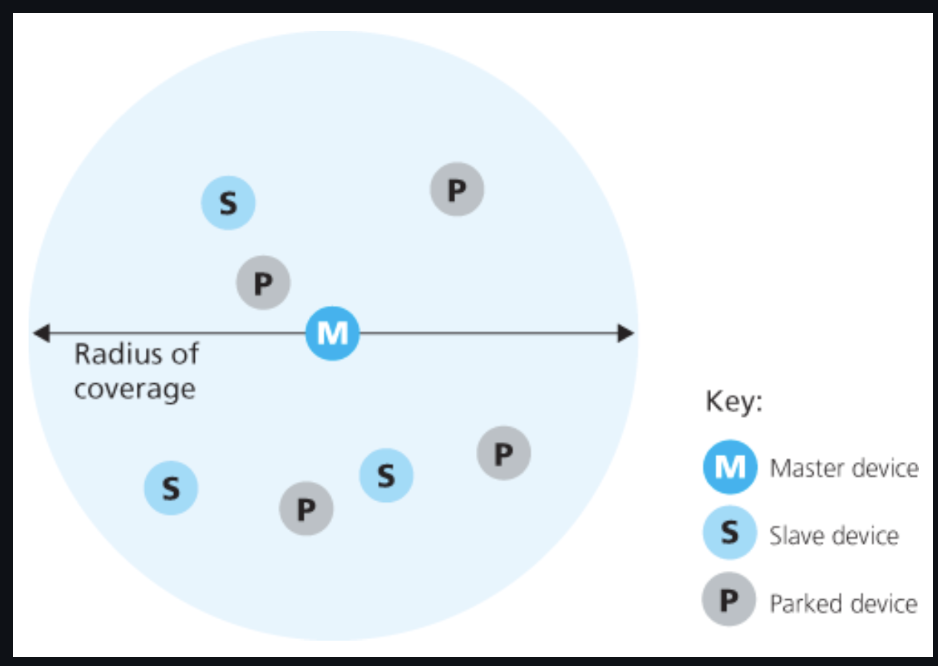 S
P
P
M
Radius of
coverage
P
S
S
P
Key:
M Master device
S Slave device
P Parked device